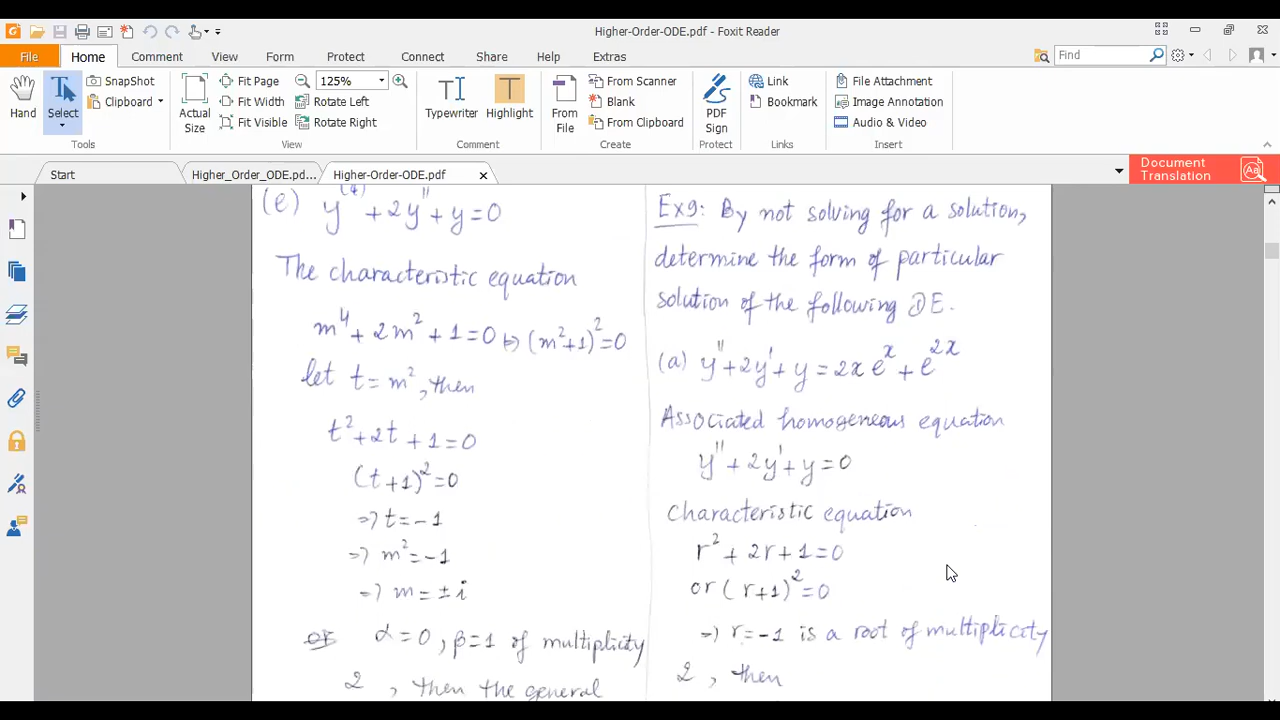 Higher-Order-ODE.pdf - Foxit Reader
File Home Comment View Form Protect Connect Share Help Extras Find
Hand
Select
SnapShot
Clipboard
Tools
Actual Size
Fit Page
Fit Width
Fit Visible
125%
Rotate Left
Rotate Right
View
Typewriter
Highlight
Comment
From File
From Scanner
Blank
From Clipboard
Create
PDF Sign
Protect
Link
Bookmark
Links
File Attachment
Image Annotation
Audio & Video
Insert
Start Higher_Order_ODE.pd... Higher-Order-ODE.pdf
Document Translation
(e) y⁽⁴⁾ + 2y'' + y = 0
The characteristic equation
m⁴ + 2m² + 1 = 0 ⇔ (m²+1)² = 0
let t = m², then
t² + 2t + 1 = 0
(t+1)² = 0
=> t = -1
=> m² = -1
=> m = ± i
α = 0, β = 1 of multiplicity
2, then the general
Ex9: By not solving for a solution,
determine the form of particular
solution of the following DE.
(a) y'' + 2y' + y = 2x eˣ + e²ˣ
Associated homogeneous equation
y'' + 2y' + y = 0
Characteristic equation
r² + 2r + 1 = 0
or (r+1)² = 0
=> r = -1 is a root of multiplicity
2, then